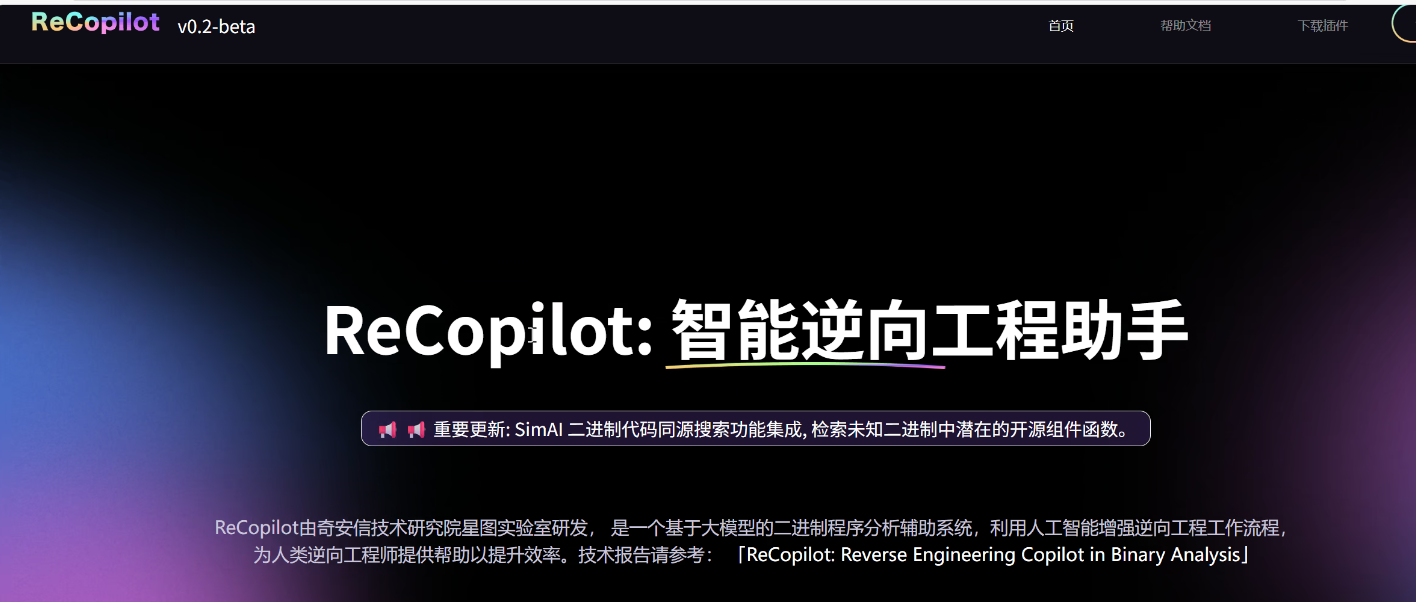 ReCopilot v0.2-beta 首页 帮助文档 下载插件
ReCopilot: 智能逆向工程助手
重要更新: SimAI 二进制代码同源搜索功能集成, 检索未知二进制中潜在的开源组件函数。
ReCopilot由奇安信技术研究院星图实验室研发， 是一个基于大模型的二进制程序分析辅助系统，利用人工智能增强逆向工程工作流程，
为人类逆向工程师提供帮助以提升效率。技术报告请参考： 「ReCopilot: Reverse Engineering Copilot in Binary Analysis」